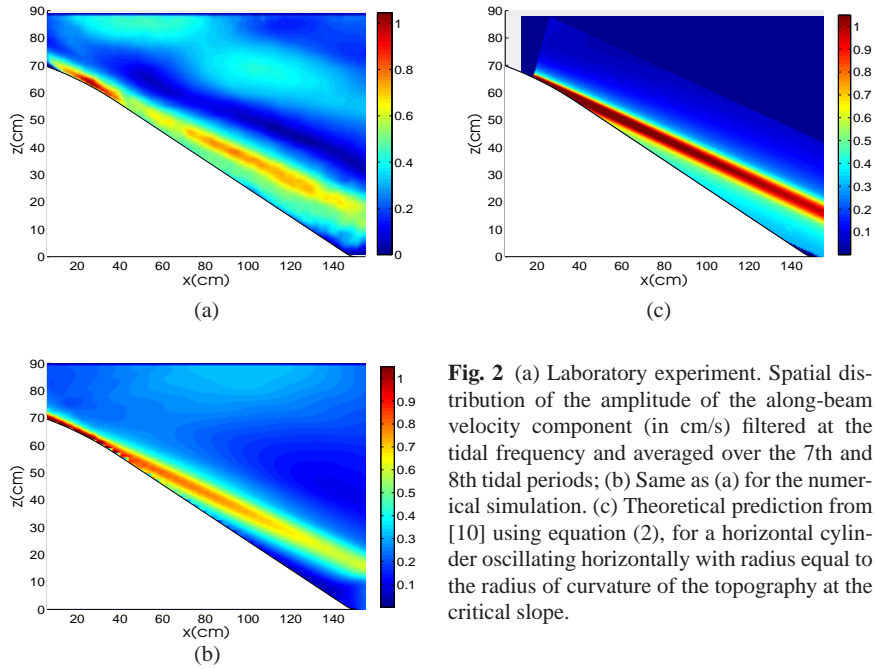 90
80
70
60
50
40
30
20
10
0
z(cm)
20 40 60 80 100 120 140
x(cm)
1
0.8
0.6
0.4
0.2
0
(a)
90
80
70
60
50
40
30
20
10
0
z(cm)
20 40 60 80 100 120 140
x(cm)
1
0.9
0.8
0.7
0.6
0.5
0.4
0.3
0.2
0.1
(c)
90
80
70
60
50
40
30
20
10
0
z(cm)
20 40 60 80 100 120 140
x(cm)
1
0.9
0.8
0.7
0.6
0.5
0.4
0.3
0.2
0.1
(b)
Fig. 2 (a) Laboratory experiment. Spatial dis-
tribution of the amplitude of the along-beam
velocity component (in cm/s) filtered at the
tidal frequency and averaged over the 7th and
8th tidal periods; (b) Same as (a) for the numer-
ical simulation. (c) Theoretical prediction from
[10] using equation (2), for a horizontal cylin-
der oscillating horizontally with radius equal to
the radius of curvature of the topography at the
critical slope.